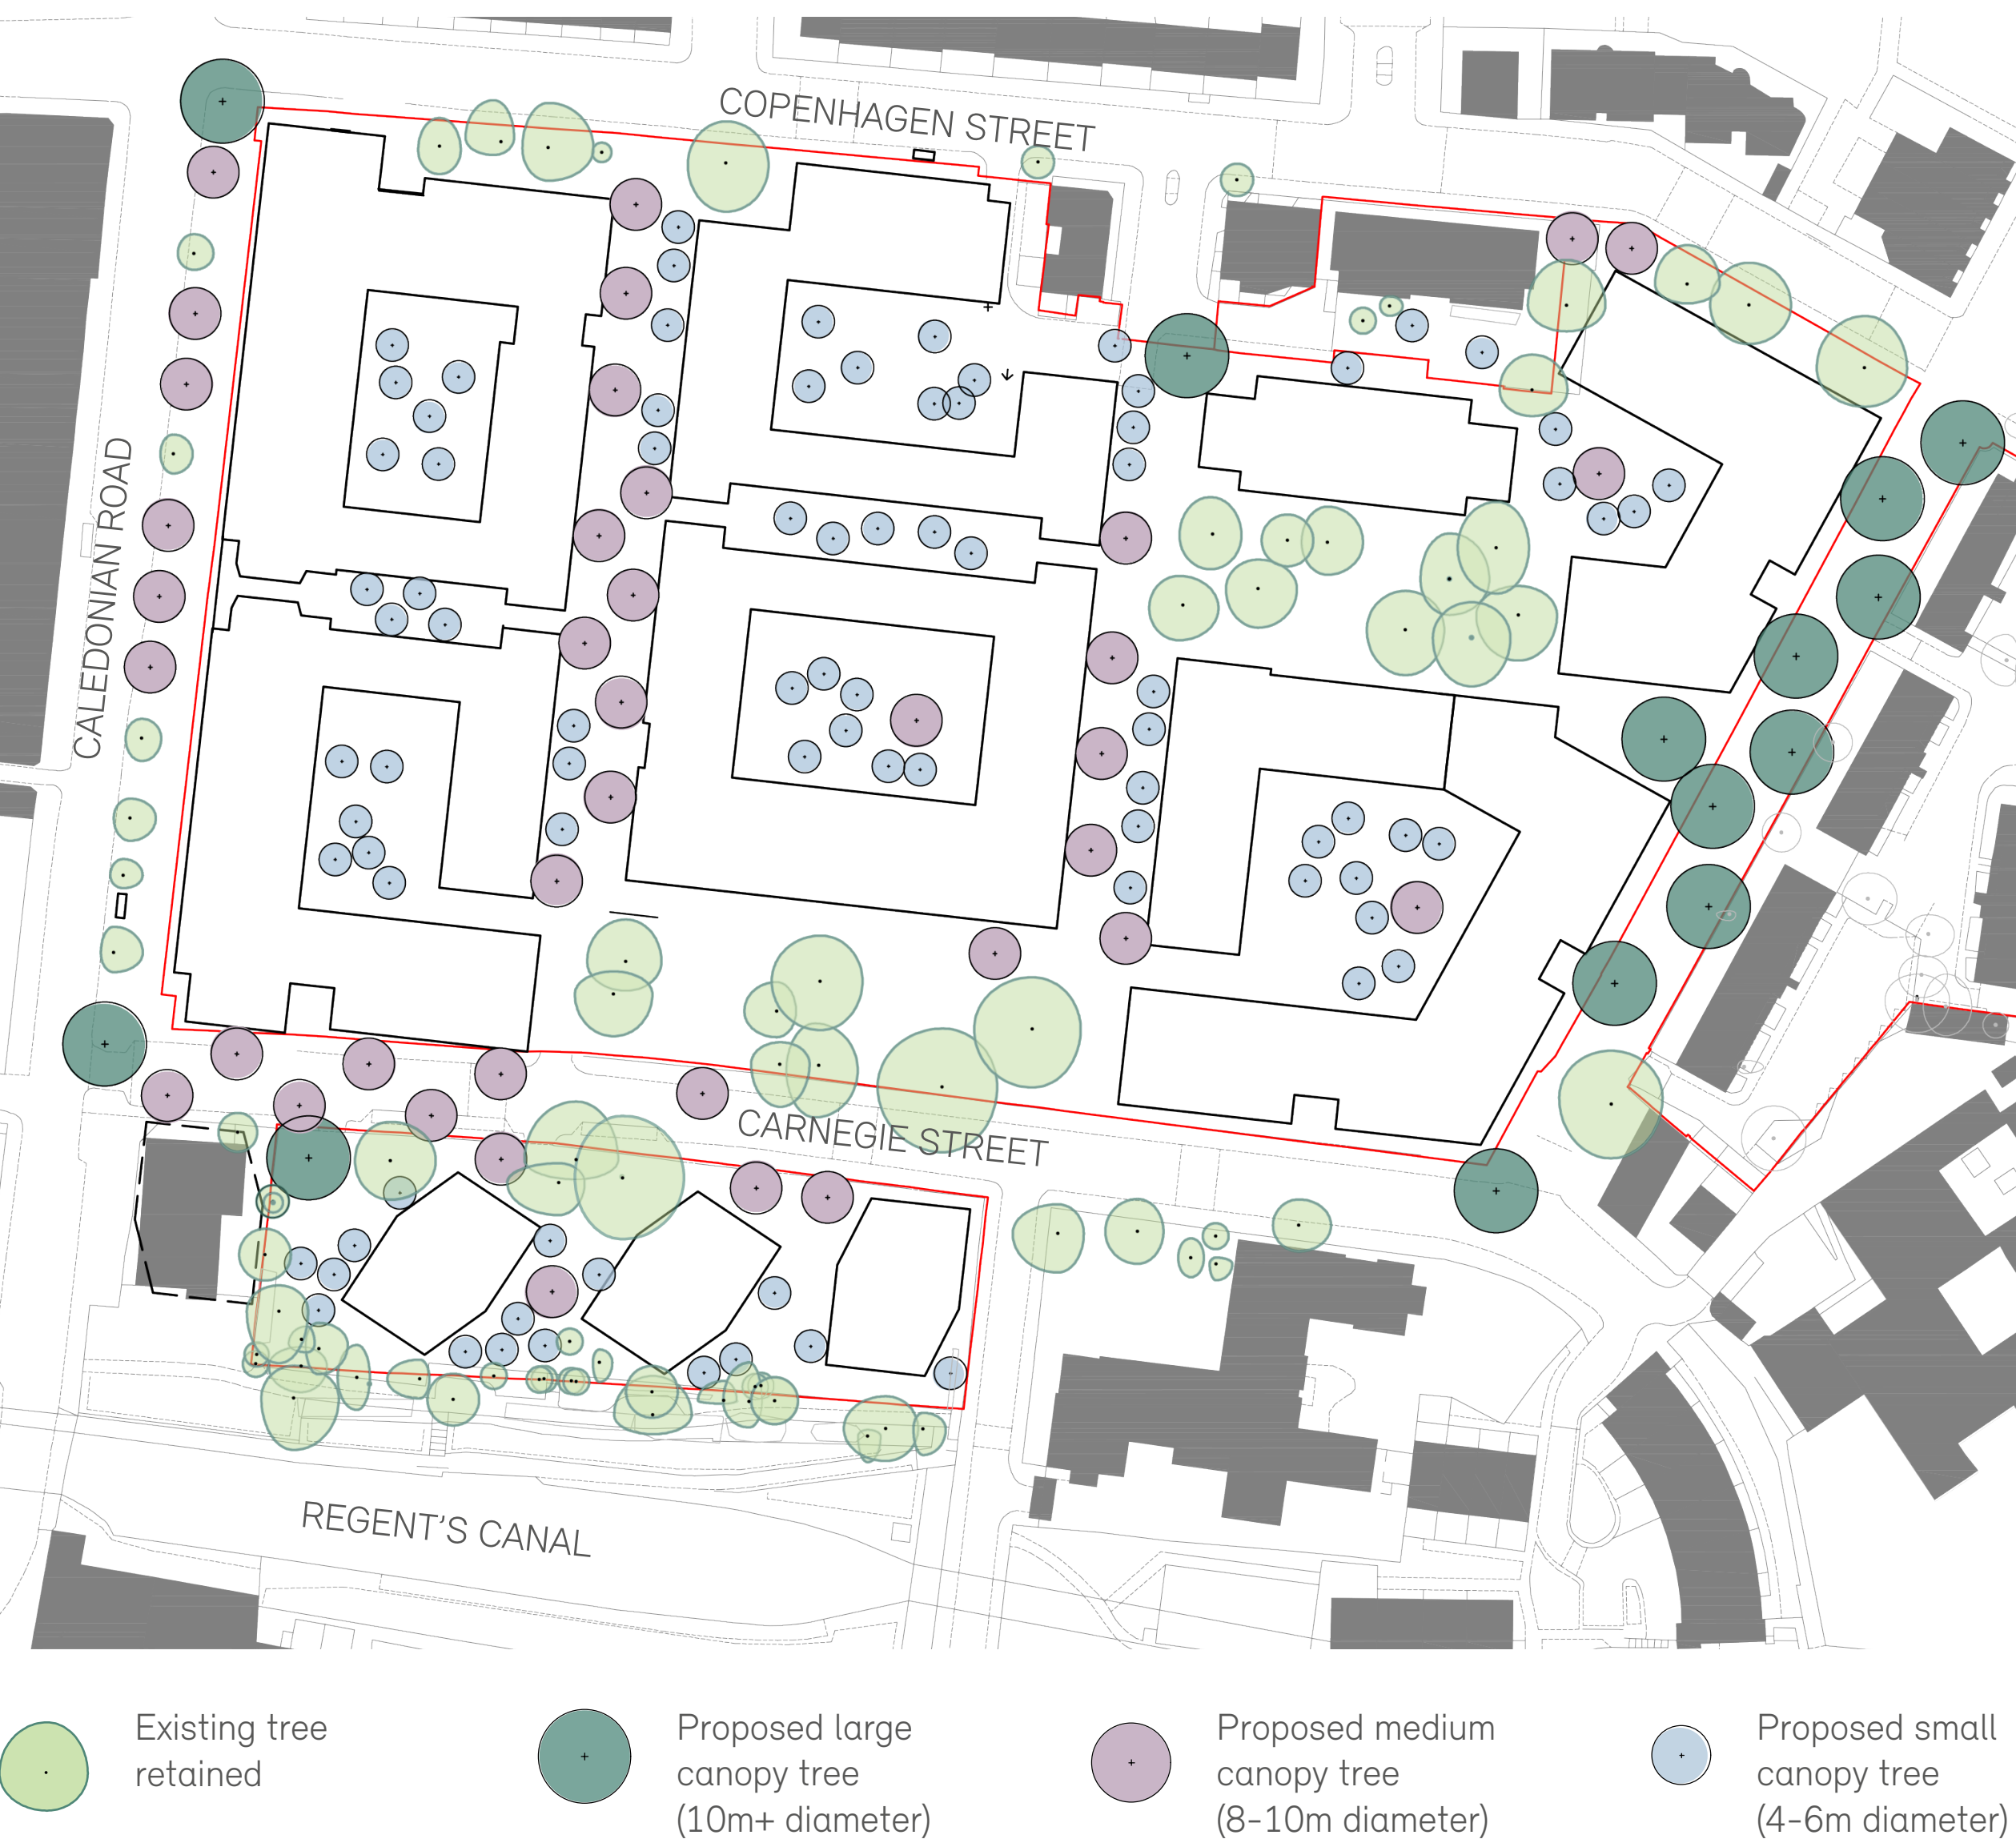 COPENHAGEN STREET
CALEDONIAN ROAD
CARNEGIE STREET
REGENT'S CANAL
Existing tree
retained
Proposed large
canopy tree
(10m+ diameter)
Proposed medium
canopy tree
(8-10m diameter)
Proposed small
canopy tree
(4-6m diameter)